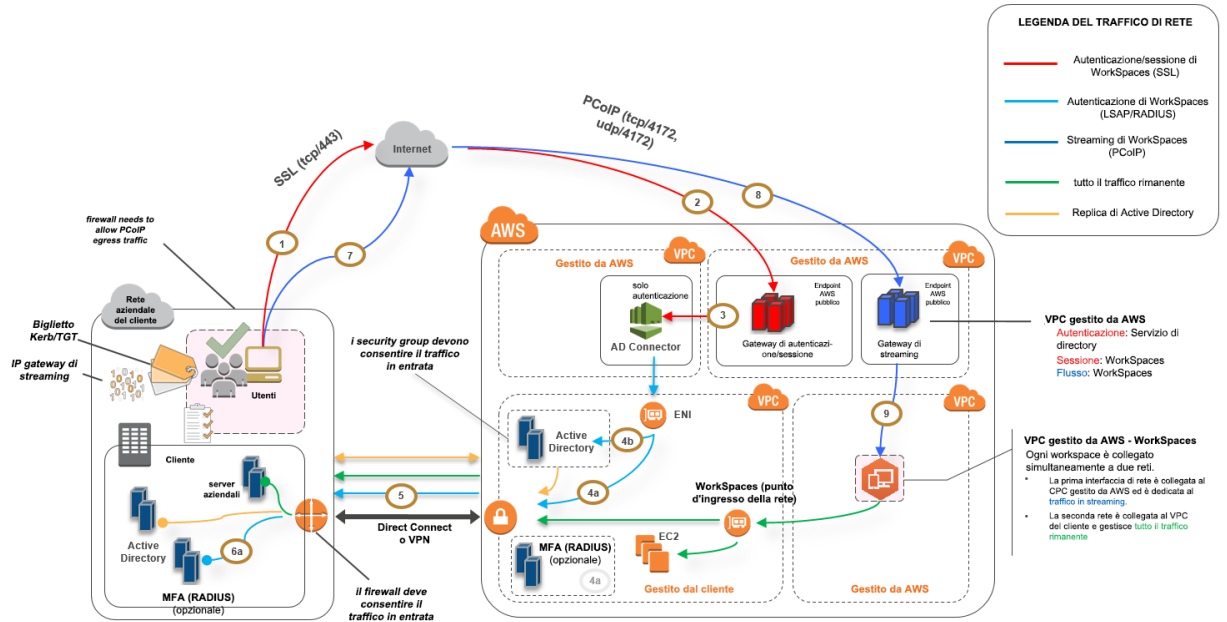 LEGENDA DEL TRAFFICO DI RETE
Autenticazione/sessione di
WorkSpaces (SSL)
Autenticazione di WorkSpaces
(LSAP/RADIUS)
Streaming di WorkSpaces
(PCoIP)
tutto il traffico rimanente
Replica di Active Directory
SSL (tcp/443)
Internet
PCoIP (tcp/4172,
udp/4172)
1
7
2
8
firewall needs to
allow PCoIP
egress traffic
Rete
aziendale
del cliente
Biglietto
Kerb/TGT
IP gateway di
streaming
Utenti
Cliente
server
aziendali
Active
Directory
6a
MFA (RADIUS)
(opzionale)
il firewall deve
consentire il
traffico in entrata
i security group devono
consentire il traffico
in entrata
5
Direct Connect
o VPN
AWS
VPC
Gestito da AWS
solo
autenticazione
AD Connector
3
VPC
Gestito da AWS
Endpoint
AWS
pubblico
Gateway di autenticazi-
one/sessione
Endpoint
AWS
pubblico
Gateway di
streaming
VPC
ENI
Active
Directory
4b
4a
WorkSpaces (punto
d'ingresso della rete)
EC2
MFA (RADIUS)
(opzionale)
4a
Gestito dal cliente
VPC
9
Gestito da AWS
VPC gestito da AWS
Autenticazione: Servizio di
directory
Sessione: WorkSpaces
Flusso: WorkSpaces
VPC gestito da AWS - WorkSpaces
Ogni workspace è collegato
simultaneamente a due reti.
• La prima interfaccia di rete è collegata al
CPC gestito da AWS ed è dedicata al
traffico in streaming.
• La seconda rete è collegata al VPC
del cliente e gestisce tutto il traffico
rimanente